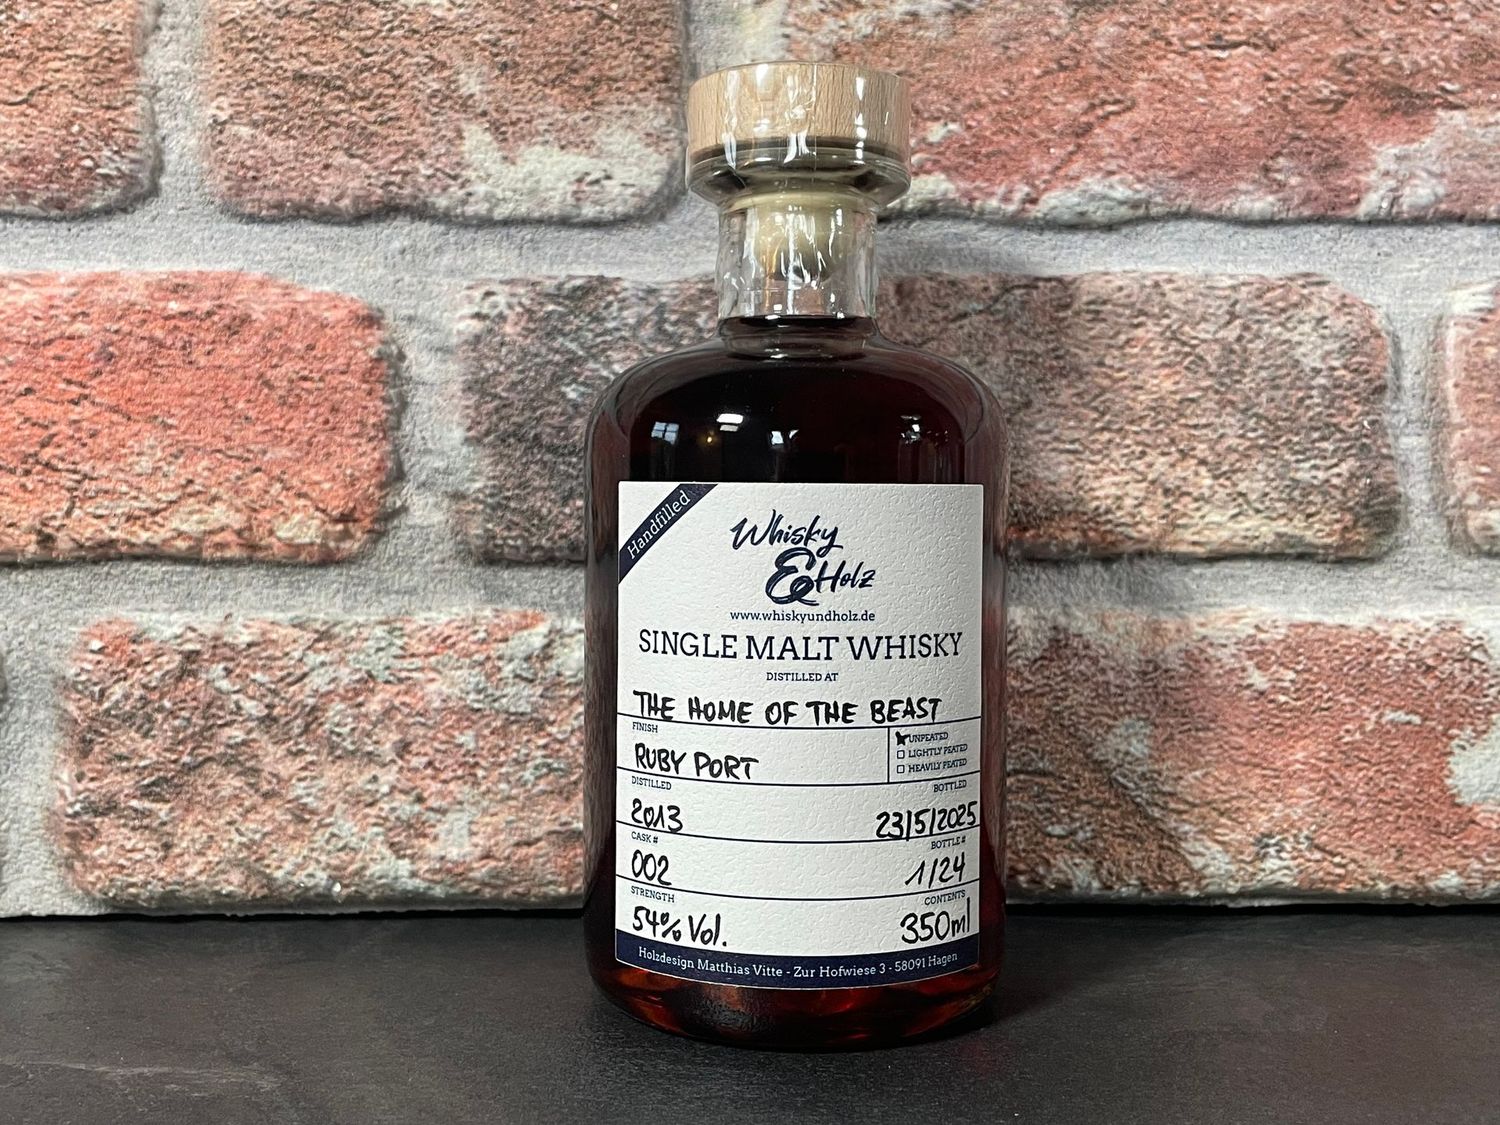 Handfilled
Whisky
& Holz
www.whiskyundholz.de
SINGLE MALT WHISKY
DISTILLED AT
THE HOME OF THE BEAST
FINISH
RUBY PORT
UNPEATED
LIGHTLY PEATED
HEAVILY PEATED
DISTILLED BOTTLED
2013 23/5/2025
CASK # BOTTLE #
002 1/24
STRENGTH CONTENTS
54% Vol. 350ml
Holzdesign Matthias Vitte - Zur Hofwiese 3 - 58091 Hagen